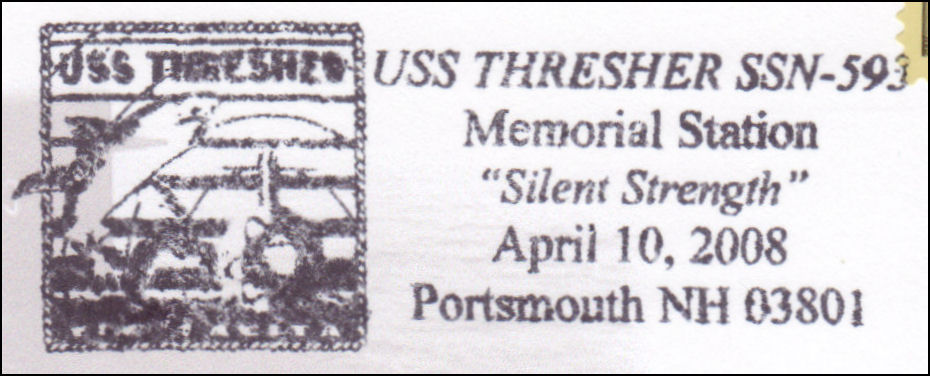 USS THRESHER
USS THRESHER SSN-593
Memorial Station
“Silent Strength”
April 10, 2008
Portsmouth NH 03801